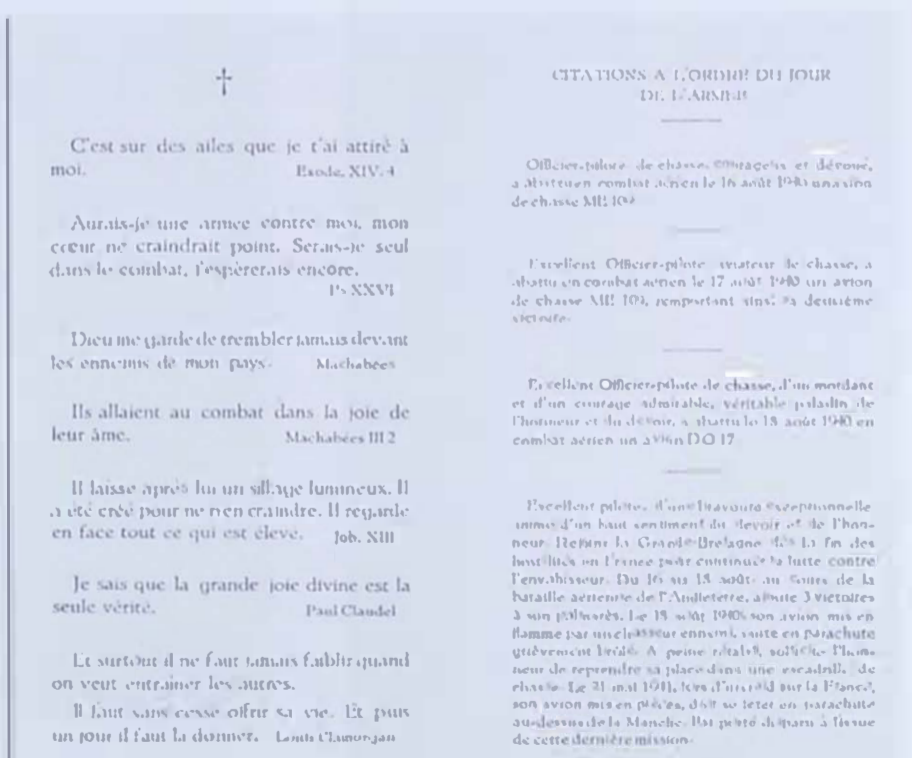 †
C'est sur des ailes que je t'ai attiré à
moi. Exode, XIV. 4
Aurais-je une armée contre moi, mon
cœur ne craindrait point. Serais-je seul
dans le combat, j'espèrerais encore.
Ps XXVI
Dieu me garde de trembler jamais devant
les ennemis de mon pays. Machabées
Ils allaient au combat dans la joie de
leur âme. Machabées III 2
Il laisse après lui un sillage lumineux. Il
a été créé pour ne rien craindre. Il regarde
en face tout ce qui est élevé. Job. XIII
Je sais que la grande joie divine est la
seule vérité. Paul Claudel
Et surtout il ne faut jamais faiblir quand
on veut entraîner les autres.
Il faut sans cesse offrir sa vie. Et puis
un jour il faut la donner. Louis
CITATIONS A L'ORDRE DU JOUR
DE L'ARMEE
Officier-pilote de chasse, courageux et dévoué,
a abattu en combat aérien le 16 août 1940 un avion
de chasse ME 109
Excellent Officier-pilote aviateur de chasse, a
abattu en combat aérien le 17 août 1940 un avion
de chasse ME 109, remportant ainsi sa deuxième
victoire.
Excellent Officier-pilote de chasse, d'un mordant
et d'un courage admirable, véritable paladin de
l'honneur et du devoir, a abattu le 18 août 1940 en
combat aérien un avion DO 17
Excellent pilote, d'une bravoure exceptionnelle
animé d'un haut sentiment du devoir et de l'hon-
neur. Rejoint la Grande-Bretagne dès la fin des
hostilités en France pour continuer la lutte contre
l'envahisseur. Du 16 au 18 août au cours de la
bataille aérienne de l'Angleterre, ajoute 3 victoires
à son palmarès. Le 18 août 1940, son avion mis en
flamme par un chasseur ennemi, saute en parachute
grièvement brûlé. A peine rétabli, sollicite l'hon-
neur de reprendre sa place dans une escadrille de
chasse. Le 21 mai 1941, lors d'un raid sur la France,
son avion mis en pièces, doit se jeter en parachute
au-dessus de la Manche. Est porté disparu à l'issue
de cette dernière mission.